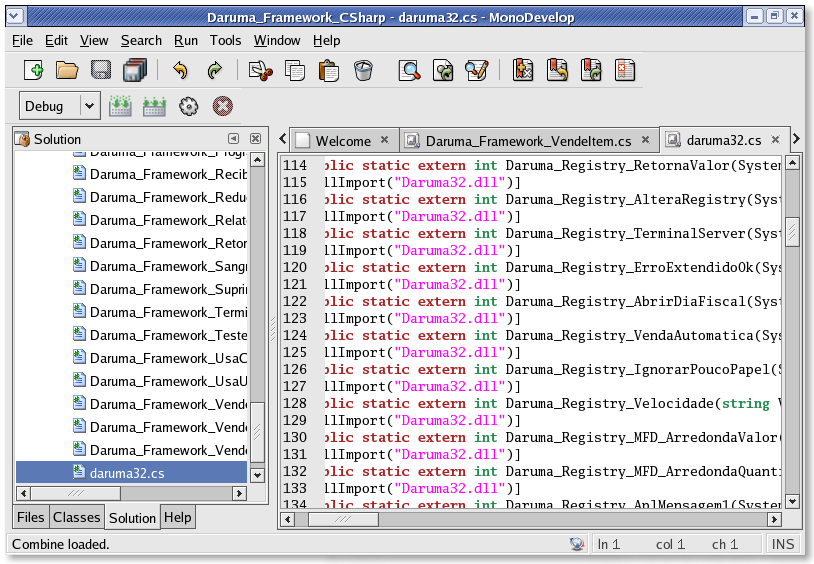 Daruma_Framework_CSharp - daruma32.cs - MonoDevelop
File Edit View Search Run Tools Window Help
Debug
Solution
Welcome
Daruma_Framework_VendeItem.cs
daruma32.cs
Daruma_Framework_Progr
Daruma_Framework_Recib
Daruma_Framework_Redu
Daruma_Framework_Relat
Daruma_Framework_Retor
Daruma_Framework_Sangr
Daruma_Framework_Suprir
Daruma_Framework_Termi
Daruma_Framework_Teste
Daruma_Framework_UsaC
Daruma_Framework_UsaU
Daruma_Framework_Vende
Daruma_Framework_Vende
Daruma_Framework_Vende
daruma32.cs
114 blic static extern int Daruma_Registry_RetornaValor(System
115 llImport("Daruma32.dll")]
116 blic static extern int Daruma_Registry_AlteraRegistry(Syst
117 llImport("Daruma32.dll")]
118 blic static extern int Daruma_Registry_TerminalServer(Syst
119 llImport("Daruma32.dll")]
120 blic static extern int Daruma_Registry_ErroExtendidoOk(Sys
121 llImport("Daruma32.dll")]
122 blic static extern int Daruma_Registry_AbrirDiaFiscal(Syst
123 llImport("Daruma32.dll")]
124 blic static extern int Daruma_Registry_VendaAutomatica(Sys
125 llImport("Daruma32.dll")]
126 blic static extern int Daruma_Registry_IgnorarPoucoPapel(S
127 llImport("Daruma32.dll")]
128 blic static extern int Daruma_Registry_Velocidade(string V
129 llImport("Daruma32.dll")]
130 blic static extern int Daruma_Registry_MFD_ArredondaValor(
131 llImport("Daruma32.dll")]
132 blic static extern int Daruma_Registry_MFD_ArredondaQuanti
133 llImport("Daruma32.dll")]
134 blic static extern int Daruma_Registry_AplMensagem1(System
Files Classes Solution Help
Combine loaded.
ln 1 col 1 ch 1 INS